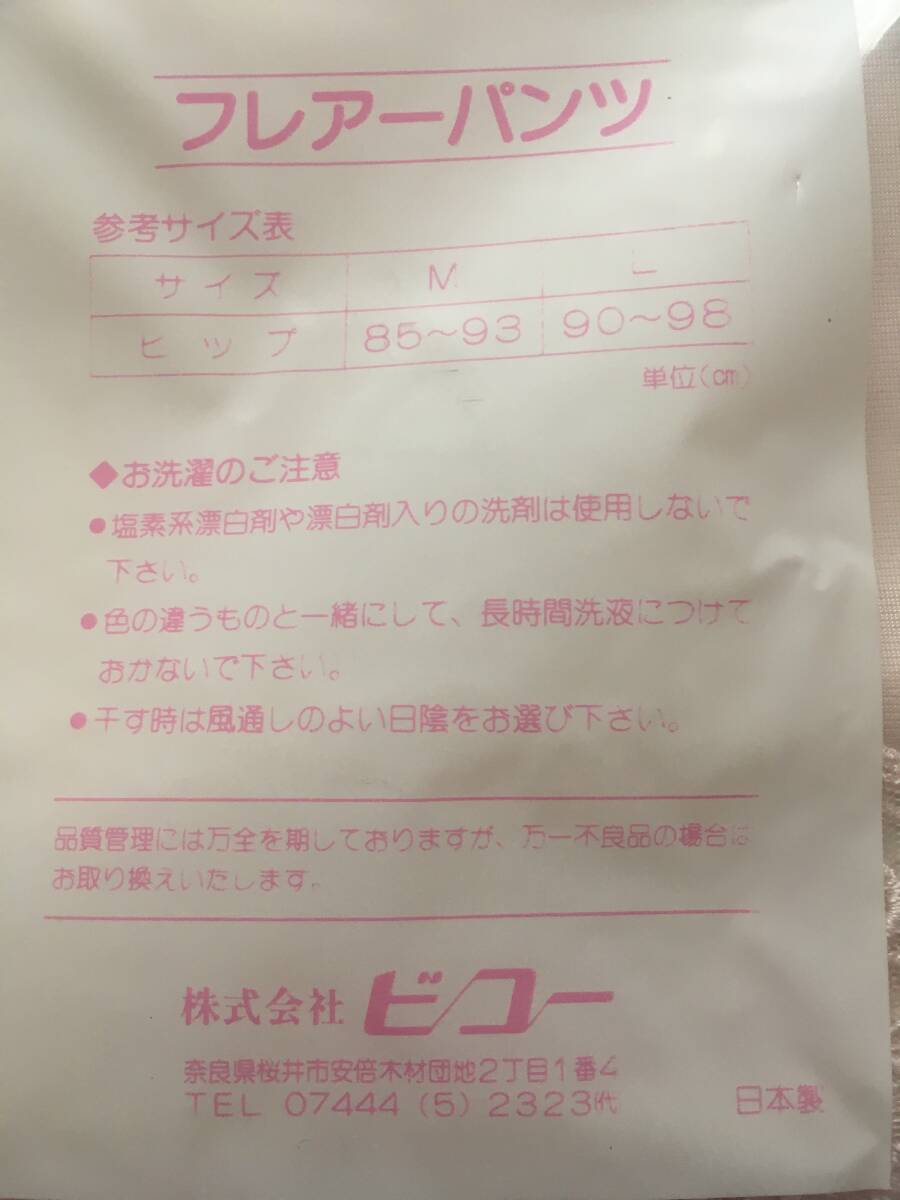 フレアーパンツ
参考サイズ表
サイズ M L
ヒップ 85〜93 90〜98
単位(cm)
◆お洗濯のご注意
●塩素系漂白剤や漂白剤入りの洗剤は使用しないで
下さい。
●色の違うものと一緒にして、長時間洗液につけて
おかないで下さい。
●干す時は風通しのよい日陰をお選び下さい。
品質管理には万全を期しておりますが、万一不良品の場合は
お取り換えいたします。
株式会社 ビコー
奈良県桜井市安倍木材団地2丁目1番4
TEL 07444(5)2323代
日本製